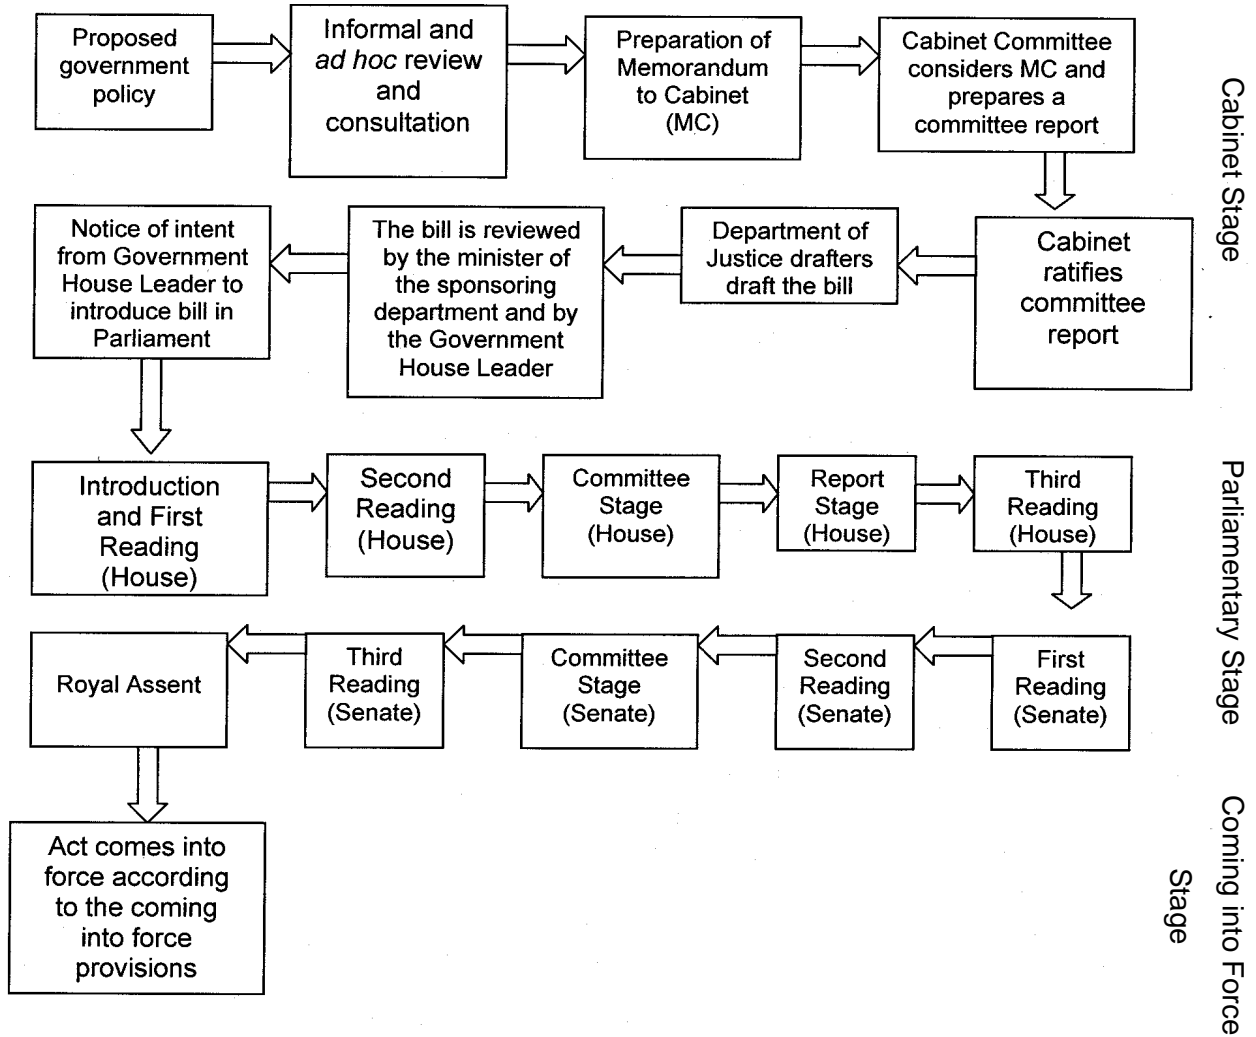 Proposed
government
policy
Informal and
ad hoc review
and
consultation
Preparation of
Memorandum
to Cabinet
(MC)
Cabinet Committee
considers MC and
prepares a
committee report
Cabinet
ratifies
committee
report
Department of
Justice drafters
draft the bill
The bill is reviewed
by the minister of
the sponsoring
department and by
the Government
House Leader
Notice of intent
from Government
House Leader to
introduce bill in
Parliament
Cabinet Stage
Introduction
and First
Reading
(House)
Second
Reading
(House)
Committee
Stage
(House)
Report
Stage
(House)
Third
Reading
(House)
First
Reading
(Senate)
Second
Reading
(Senate)
Committee
Stage
(Senate)
Third
Reading
(Senate)
Royal Assent
Parliamentary Stage
Act comes into
force according
to the coming
into force
provisions
Coming into Force
Stage